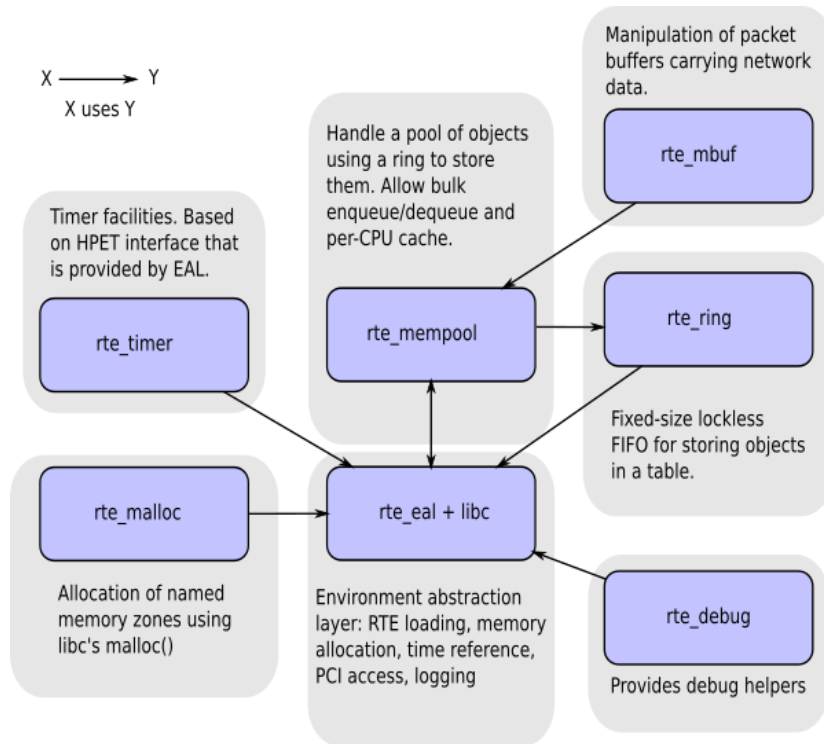 X Y
X uses Y
Manipulation of packet
buffers carrying network
data.
rte_mbuf
Handle a pool of objects
using a ring to store
them. Allow bulk
enqueue/dequeue and
per-CPU cache.
rte_mempool
Timer facilities. Based
on HPET interface that
is provided by EAL.
rte_timer
rte_ring
Fixed-size lockless
FIFO for storing objects
in a table.
rte_malloc
Allocation of named
memory zones using
libc's malloc()
rte_eal + libc
Environment abstraction
layer: RTE loading, memory
allocation, time reference,
PCI access, logging
rte_debug
Provides debug helpers